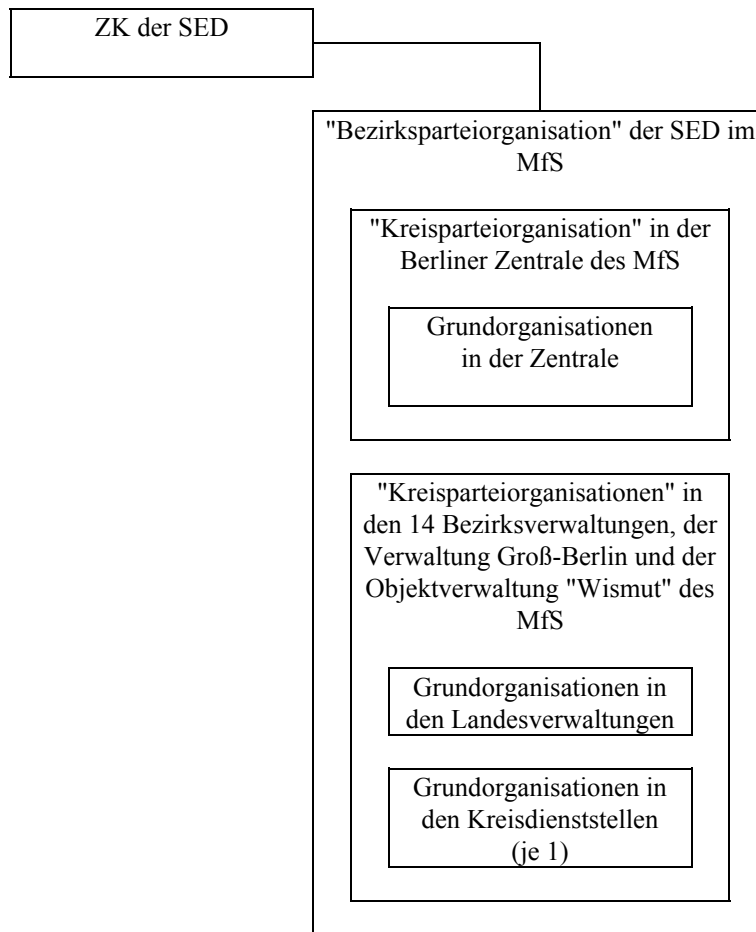 ZK der SED
"Bezirksparteiorganisation" der SED im
MfS
"Kreisparteiorganisation" in der
Berliner Zentrale des MfS
Grundorganisationen
in der Zentrale
"Kreisparteiorganisationen" in
den 14 Bezirksverwaltungen, der
Verwaltung Groß-Berlin und der
Objektverwaltung "Wismut" des
MfS
Grundorganisationen in
den Landesverwaltungen
Grundorganisationen in
den Kreisdienststellen
(je 1)